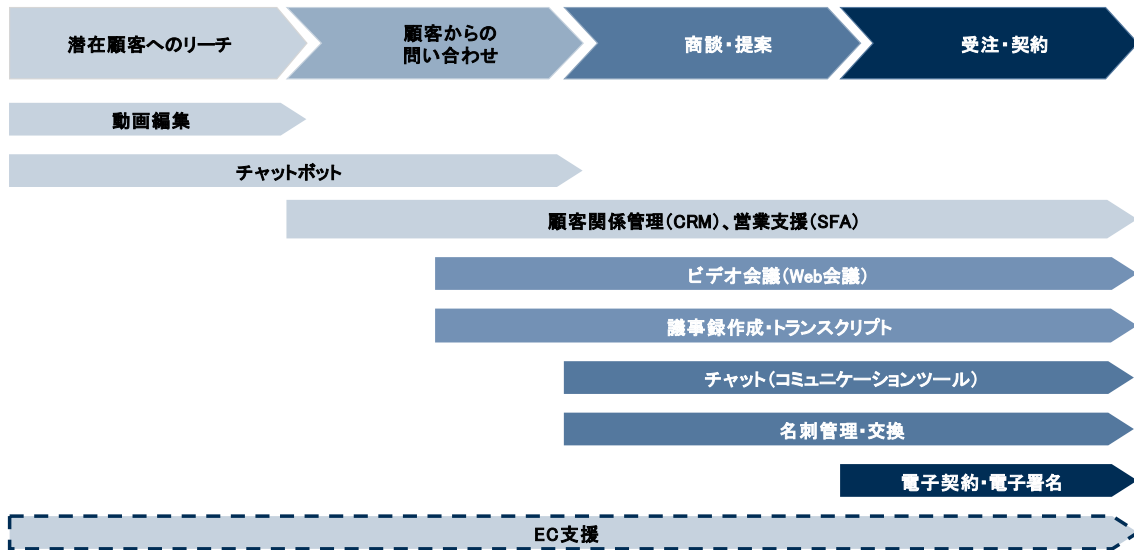 潜在顧客へのリーチ
顧客からの
問い合わせ
商談・提案
受注・契約
動画編集
チャットボット
顧客関係管理(CRM)、営業支援(SFA)
ビデオ会議(Web会議)
議事録作成・トランスクリプト
チャット(コミュニケーションツール)
名刺管理・交換
電子契約・電子署名
EC支援